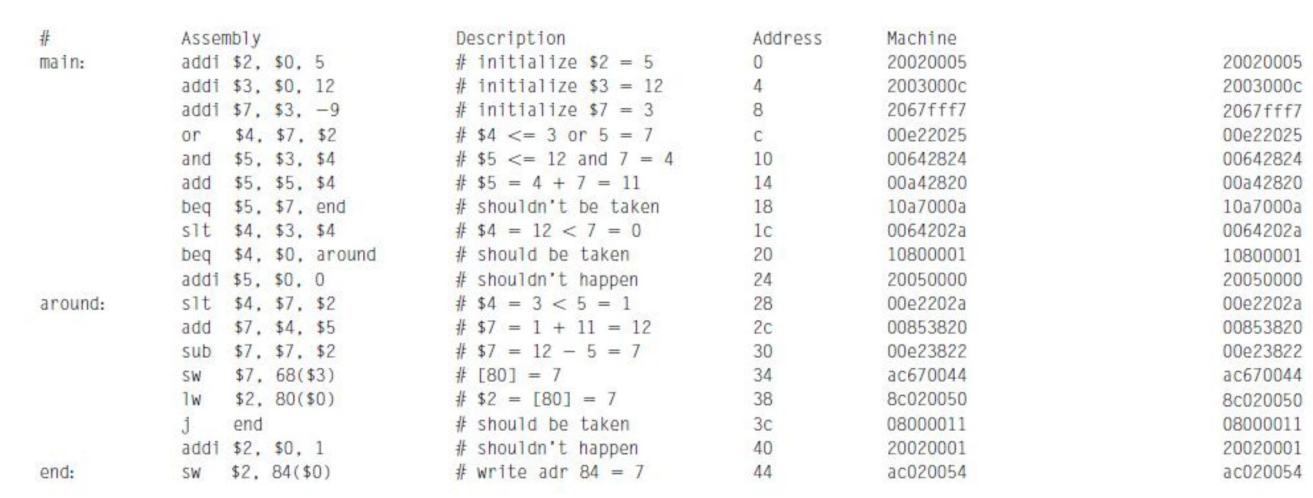 # Assembly Description Address Machine
main: addi $2, $0, 5 # initialize $2 = 5 0 20020005 20020005
addi $3, $0, 12 # initialize $3 = 12 4 2003000c 2003000c
addi $7, $3, −9 # initialize $7 = 3 8 2067fff7 2067fff7
or $4, $7, $2 # $4 <= 3 or 5 = 7 c 00e22025 00e22025
and $5, $3, $4 # $5 <= 12 and 7 = 4 10 00642824 00642824
add $5, $5, $4 # $5 = 4 + 7 = 11 14 00a42820 00a42820
beq $5, $7, end # shouldn't be taken 18 10a7000a 10a7000a
slt $4, $3, $4 # $4 = 12 < 7 = 0 1c 0064202a 0064202a
beq $4, $0, around # should be taken 20 10800001 10800001
addi $5, $0, 0 # shouldn't happen 24 20050000 20050000
around: slt $4, $7, $2 # $4 = 3 < 5 = 1 28 00e2202a 00e2202a
add $7, $4, $5 # $7 = 1 + 11 = 12 2c 00853820 00853820
sub $7, $7, $2 # $7 = 12 − 5 = 7 30 00e23822 00e23822
sw $7, 68($3) # [80] = 7 34 ac670044 ac670044
lw $2, 80($0) # $2 = [80] = 7 38 8c020050 8c020050
j end # should be taken 3c 08000011 08000011
addi $2, $0, 1 # shouldn't happen 40 20020001 20020001
end: sw $2, 84($0) # write adr 84 = 7 44 ac020054 ac020054